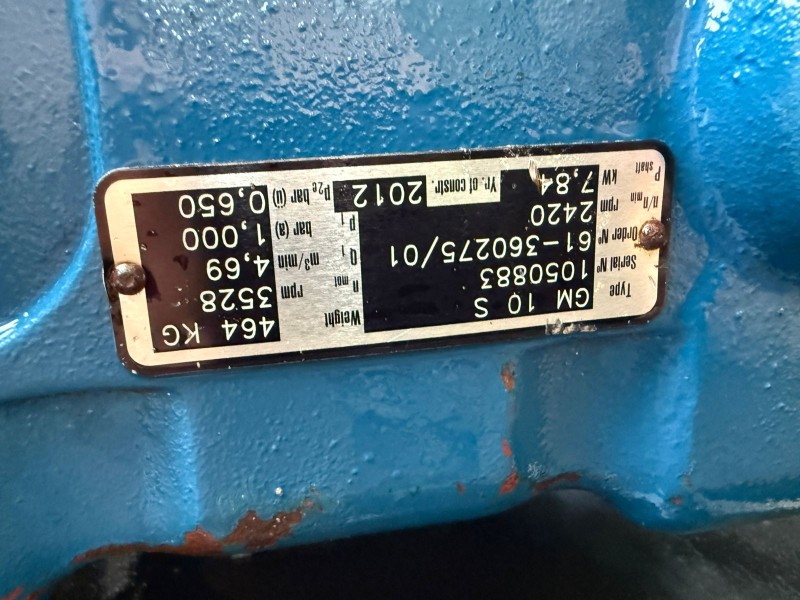 Type GM 10 S Weight 464 KG
Serial Nº 1050883 n mot rpm 3528
Order Nº 61-360275/01 Q1 m³/min 4,69
n/n min rpm 2420 P1 bar (a) 1,000
P shaft kW 7,84 Yr. of constr. 2012 P2e bar (ü) 0,650